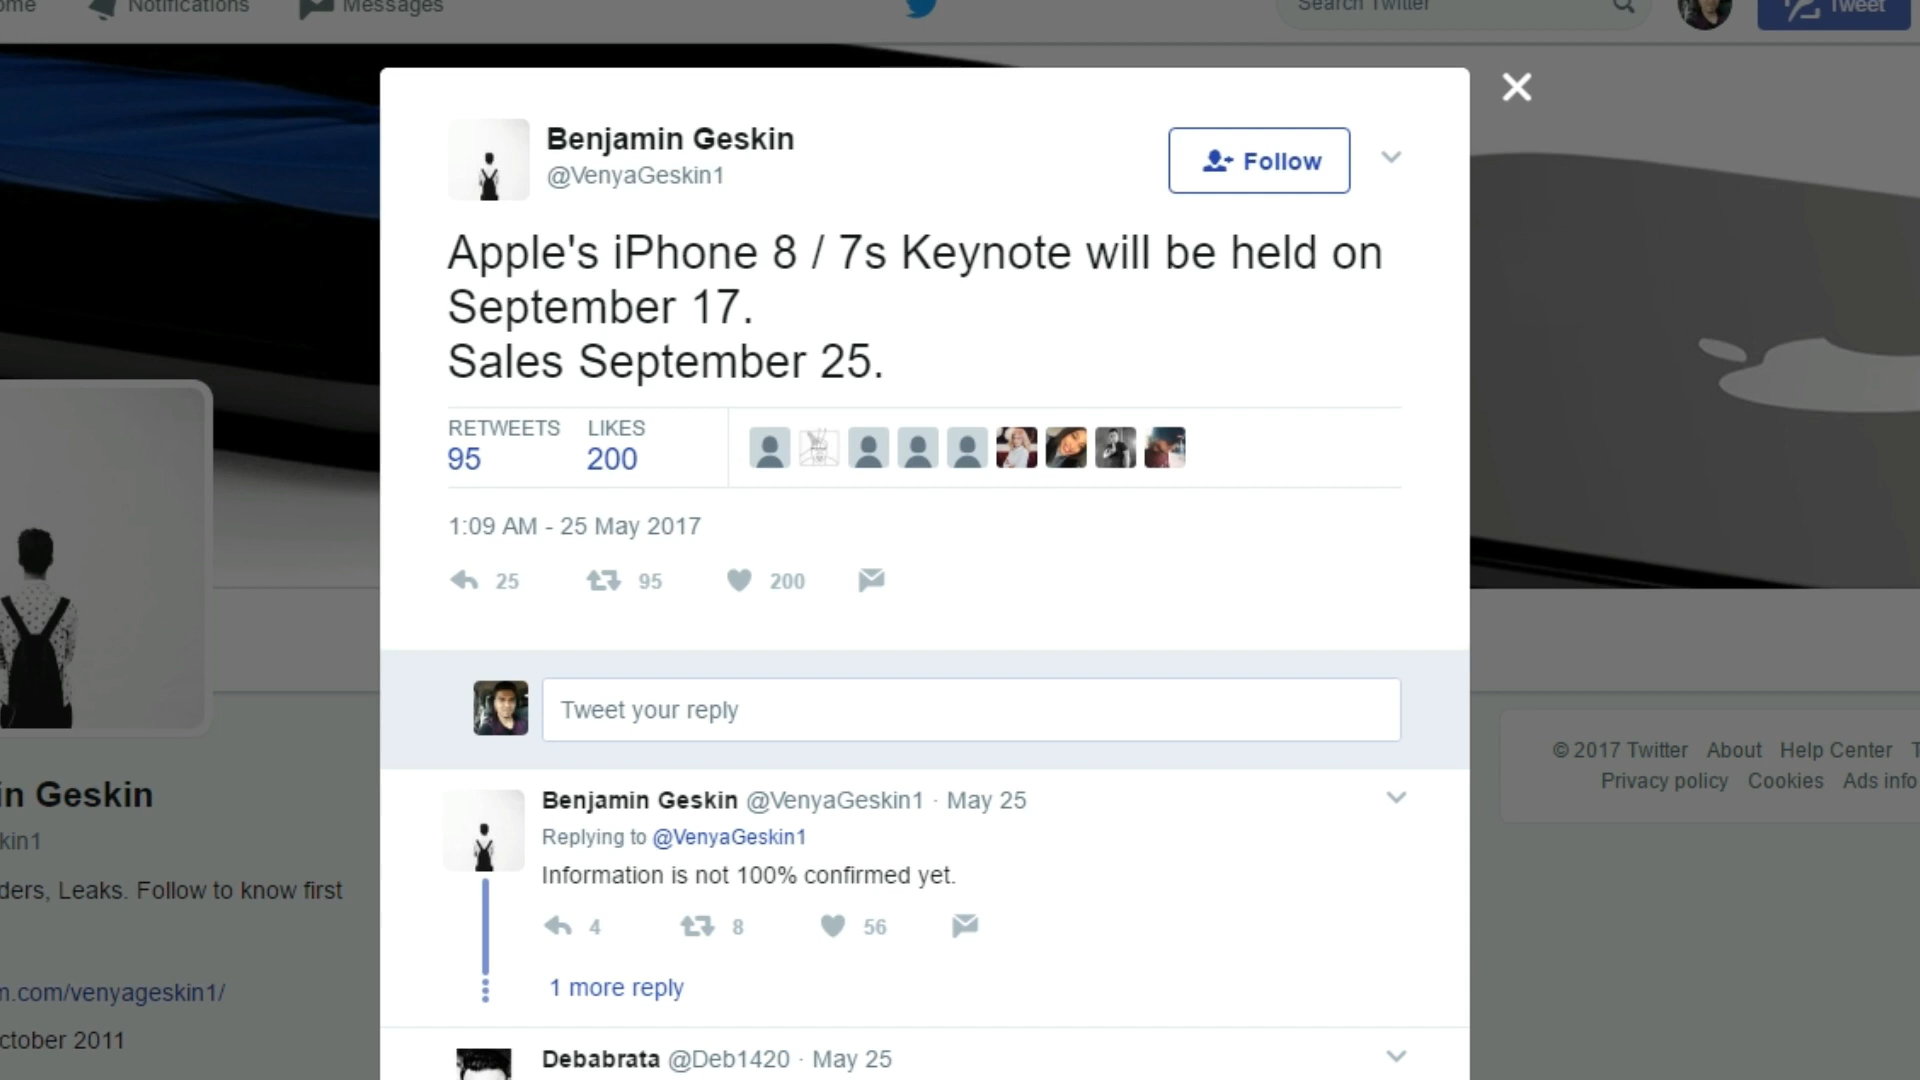 Notifications
Messages
Search Twitter
Tweet
Benjamin Geskin
@VenyaGeskin1
Follow
Apple's iPhone 8 / 7s Keynote will be held on
September 17.
Sales September 25.
RETWEETS LIKES
95 200
1:09 AM - 25 May 2017
25 95 200
Tweet your reply
Benjamin Geskin @VenyaGeskin1 · May 25
Replying to @VenyaGeskin1
Information is not 100% confirmed yet.
4 8 56
1 more reply
Debabrata @Deb1420 · May 25
in Geskin
kin1
ders, Leaks. Follow to know first
m.com/venyageskin1/
ctober 2011
© 2017 Twitter About Help Center
Privacy policy Cookies Ads info